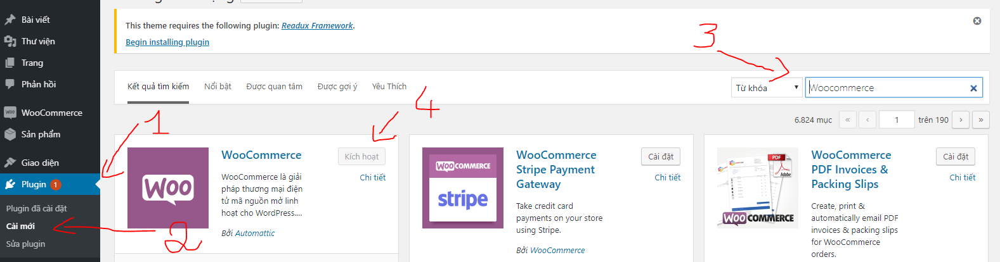 Bài viết
Thư viện
Trang
Phản hồi
WooCommerce
Sản phẩm
Giao diện
Plugin 1
Plugin đã cài đặt
Cài mới
Sửa plugin
This theme requires the following plugin: Readux Framework.
Begin installing plugin
3
Kết quả tìm kiếm Nổi bật Được quan tâm Được gợi ý Yêu Thích
Từ khóa Woocommerce
4
1
2
6.824 mục « ‹ 1 trên 190 › »
WOO
WooCommerce
Kích hoạt
Chi tiết
WooCommerce là giải
pháp thương mại điện
tử mã nguồn mở linh
hoạt cho WordPress....
Bởi Automattic
WOO COMMERCE
stripe
WooCommerce
Stripe Payment
Gateway
Cài đặt
Chi tiết
Take credit card
payments on your store
using Stripe.
Bởi WooCommerce
PDF
Adobe
WOO COMMERCE
WooCommerce
PDF Invoices &
Packing Slips
Cài đặt
Chi tiết
Create, print &
automatically email PDF
invoices & packing slips
for WooCommerce
orders.